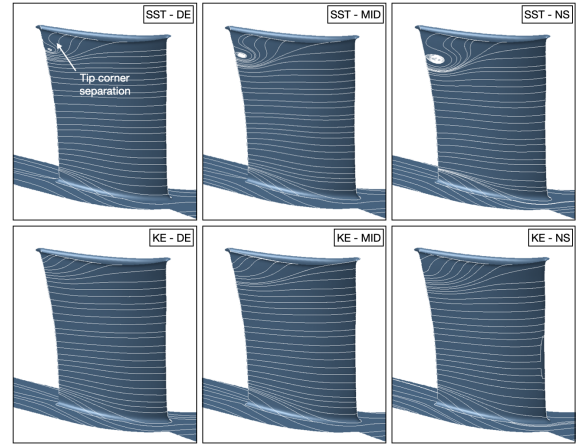 SST - DE
SST - MID
SST - NS
Tip corner
separation
KE - DE
KE - MID
KE - NS